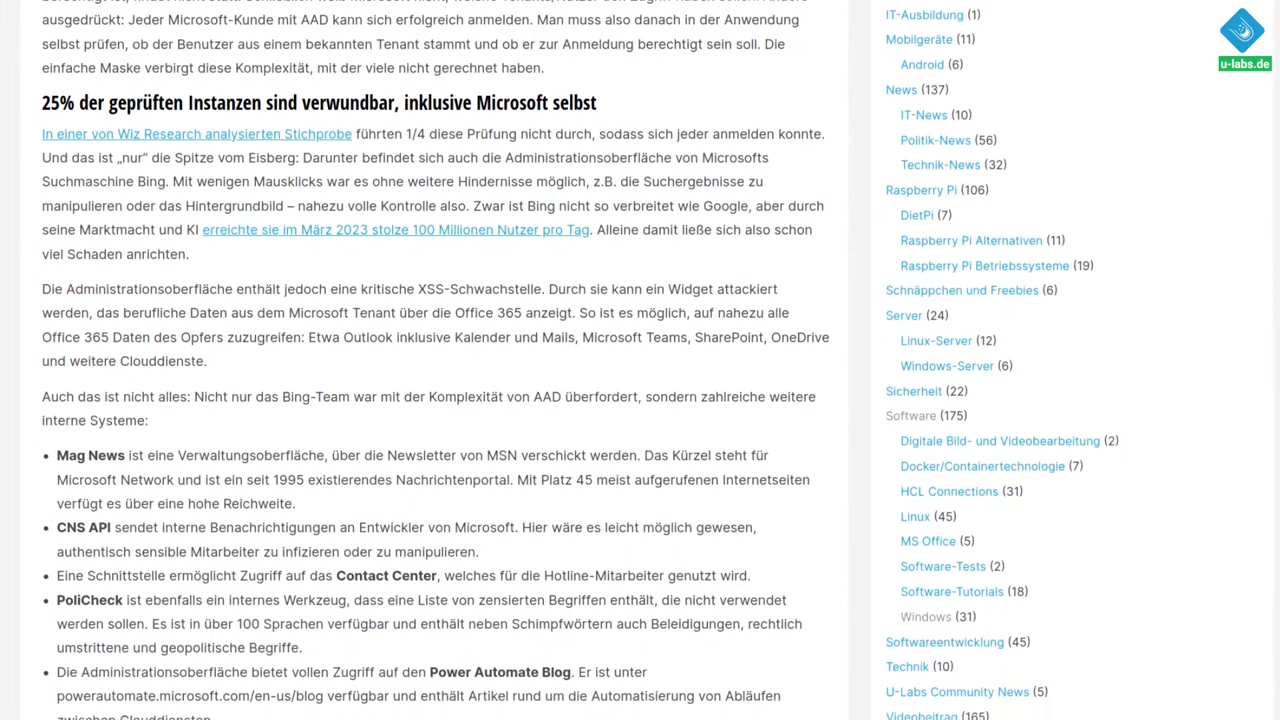 ausgedrückt: Jeder Microsoft-Kunde mit AAD kann sich erfolgreich anmelden. Man muss also danach in der Anwendung
selbst prüfen, ob der Benutzer aus einem bekannten Tenant stammt und ob er zur Anmeldung berechtigt sein soll. Die
einfache Maske verbirgt diese Komplexität, mit der viele nicht gerechnet haben.
25% der geprüften Instanzen sind verwundbar, inklusive Microsoft selbst
In einer von Wiz Research analysierten Stichprobe führten 1/4 diese Prüfung nicht durch, sodass sich jeder anmelden konnte.
Und das ist „nur" die Spitze vom Eisberg: Darunter befindet sich auch die Administrationsoberfläche von Microsofts
Suchmaschine Bing. Mit wenigen Mausklicks war es ohne weitere Hindernisse möglich, z.B. die Suchergebnisse zu
manipulieren oder das Hintergrundbild – nahezu volle Kontrolle also. Zwar ist Bing nicht so verbreitet wie Google, aber durch
seine Marktmacht und KI erreichte sie im März 2023 stolze 100 Millionen Nutzer pro Tag. Alleine damit ließe sich also schon
viel Schaden anrichten.
Die Administrationsoberfläche enthält jedoch eine kritische XSS-Schwachstelle. Durch sie kann ein Widget attackiert
werden, das berufliche Daten aus dem Microsoft Tenant über die Office 365 anzeigt. So ist es möglich, auf nahezu alle
Office 365 Daten des Opfers zuzugreifen: Etwa Outlook inklusive Kalender und Mails, Microsoft Teams, SharePoint, OneDrive
und weitere Clouddienste.
Auch das ist nicht alles: Nicht nur das Bing-Team war mit der Komplexität von AAD überfordert, sondern zahlreiche weitere
interne Systeme:
• Mag News ist eine Verwaltungsoberfläche, über die Newsletter von MSN verschickt werden. Das Kürzel steht für
Microsoft Network und ist ein seit 1995 existierendes Nachrichtenportal. Mit Platz 45 meist aufgerufenen Internetseiten
verfügt es über eine hohe Reichweite.
• CNS API sendet interne Benachrichtigungen an Entwickler von Microsoft. Hier wäre es leicht möglich gewesen,
authentisch sensible Mitarbeiter zu infizieren oder zu manipulieren.
• Eine Schnittstelle ermöglicht Zugriff auf das Contact Center, welches für die Hotline-Mitarbeiter genutzt wird.
• PoliCheck ist ebenfalls ein internes Werkzeug, dass eine Liste von zensierten Begriffen enthält, die nicht verwendet
werden sollen. Es ist in über 100 Sprachen verfügbar und enthält neben Schimpfwörtern auch Beleidigungen, rechtlich
umstrittene und geopolitische Begriffe.
• Die Administrationsoberfläche bietet vollen Zugriff auf den Power Automate Blog. Er ist unter
powerautomate.microsoft.com/en-us/blog verfügbar und enthält Artikel rund um die Automatisierung von Abläufen
zwischen Clouddiensten.
IT-Ausbildung (1)
Mobilgeräte (11)
Android (6)
News (137)
IT-News (10)
Politik-News (56)
Technik-News (32)
Raspberry Pi (106)
DietPi (7)
Raspberry Pi Alternativen (11)
Raspberry Pi Betriebssysteme (19)
Schnäppchen und Freebies (6)
Server (24)
Linux-Server (12)
Windows-Server (6)
Sicherheit (22)
Software (175)
Digitale Bild- und Videobearbeitung (2)
Docker/Containertechnologie (7)
HCL Connections (31)
Linux (45)
MS Office (5)
Software-Tests (2)
Software-Tutorials (18)
Windows (31)
Softwareentwicklung (45)
Technik (10)
U-Labs Community News (5)
Videobeitrag (165)
u-labs.de